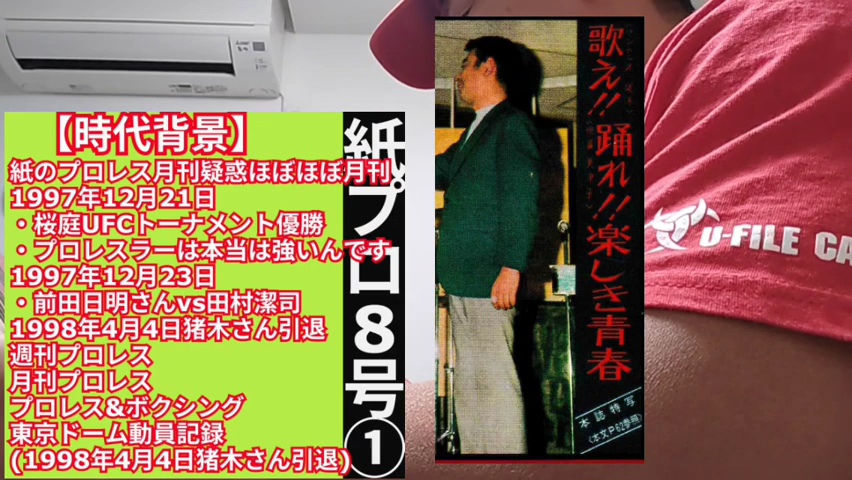 【時代背景】
紙のプロレス月刊疑惑ほぼほぼ月刊
1997年12月21日
・桜庭UFCトーナメント優勝
・プロレスラーは本当は強いんです
1997年12月23日
・前田日明さんvs田村潔司
1998年4月4日猪木さん引退
週刊プロレス
月刊プロレス
プロレス&ボクシング
東京ドーム動員記録
(1998年4月4日猪木さん引退)
紙プロ8号①
歌え!!踊れ!!楽しき青春
本誌特写
(本文P62参照)
U-FILE CA